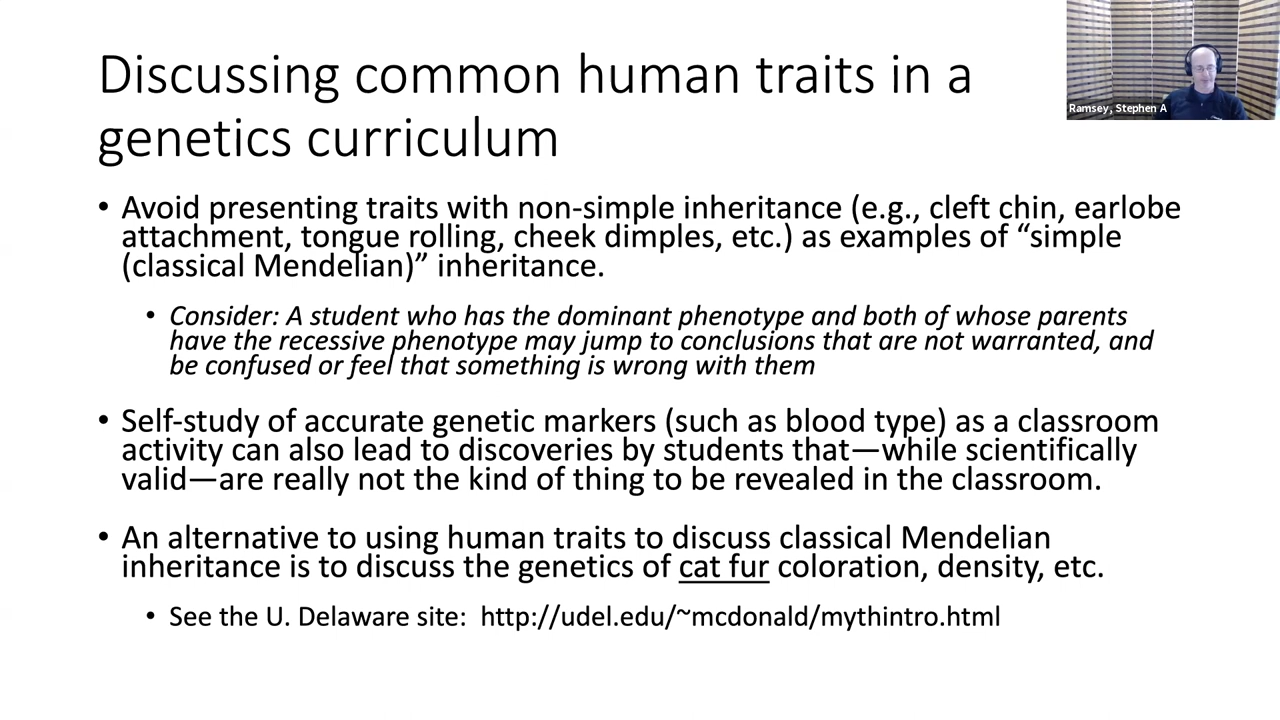 Discussing common human traits in a
genetics curriculum
Ramsey, Stephen A
• Avoid presenting traits with non-simple inheritance (e.g., cleft chin, earlobe
attachment, tongue rolling, cheek dimples, etc.) as examples of “simple
(classical Mendelian)” inheritance.
• Consider: A student who has the dominant phenotype and both of whose parents
have the recessive phenotype may jump to conclusions that are not warranted, and
be confused or feel that something is wrong with them
• Self-study of accurate genetic markers (such as blood type) as a classroom
activity can also lead to discoveries by students that—while scientifically
valid—are really not the kind of thing to be revealed in the classroom.
• An alternative to using human traits to discuss classical Mendelian
inheritance is to discuss the genetics of cat fur coloration, density, etc.
• See the U. Delaware site: http://udel.edu/~mcdonald/mythintro.html